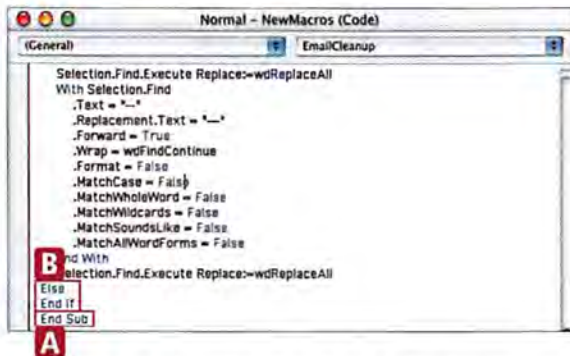 Normal – NewMacros (Code)
(General)
EmailCleanup
Selection.Find.Execute Replace:=wdReplaceAll
With Selection.Find
.Text = "--"
.Replacement.Text = "—"
.Forward = True
.Wrap = wdFindContinue
.Format = False
.MatchCase = False
.MatchWholeWord = False
.MatchWildcards = False
.MatchSoundsLike = False
.MatchAllWordForms = False
B
nd With
election.Find.Execute Replace:=wdReplaceAll
Else
End If
End Sub
A